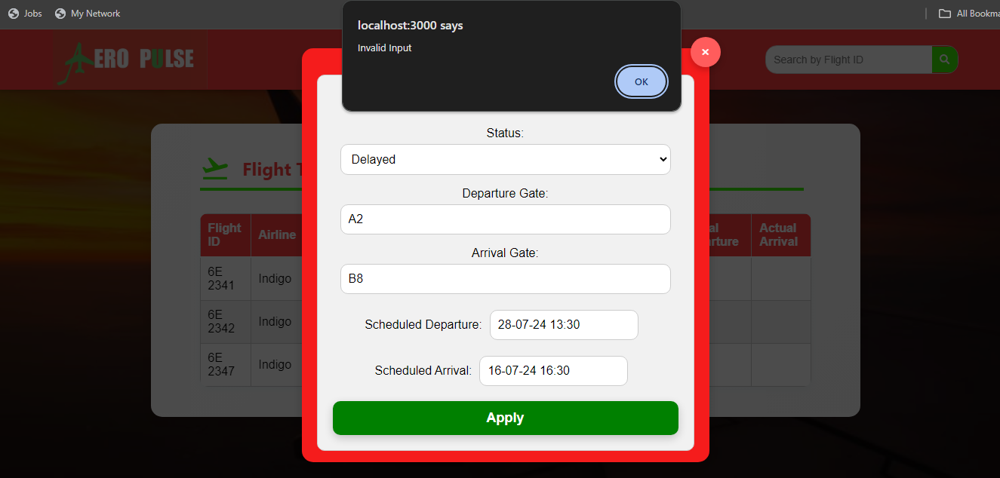 Jobs
My Network
All Bookma
localhost:3000 says
Invalid Input
OK
×
ERO PULSE
Search by Flight ID
Flight T
Status:
Delayed
Departure Gate:
A2
Arrival Gate:
B8
Scheduled Departure: 28-07-24 13:30
Scheduled Arrival: 16-07-24 16:30
Apply
Flight ID
Airline
al
rture
Actual Arrival
6E 2341
Indigo
6E 2342
Indigo
6E 2347
Indigo